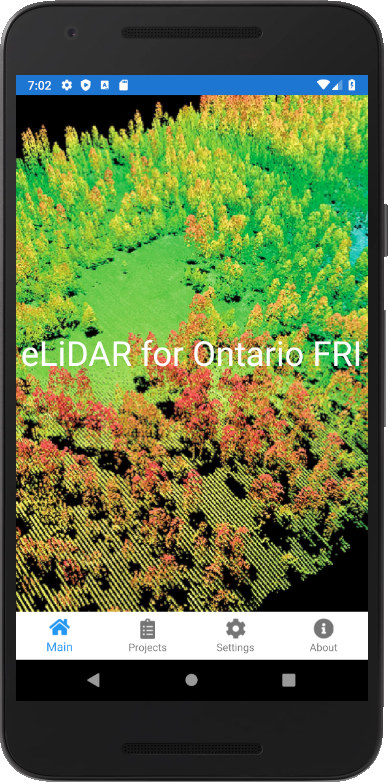 7:02
eLiDAR for Ontario FRI
Main
Projects
Settings
About